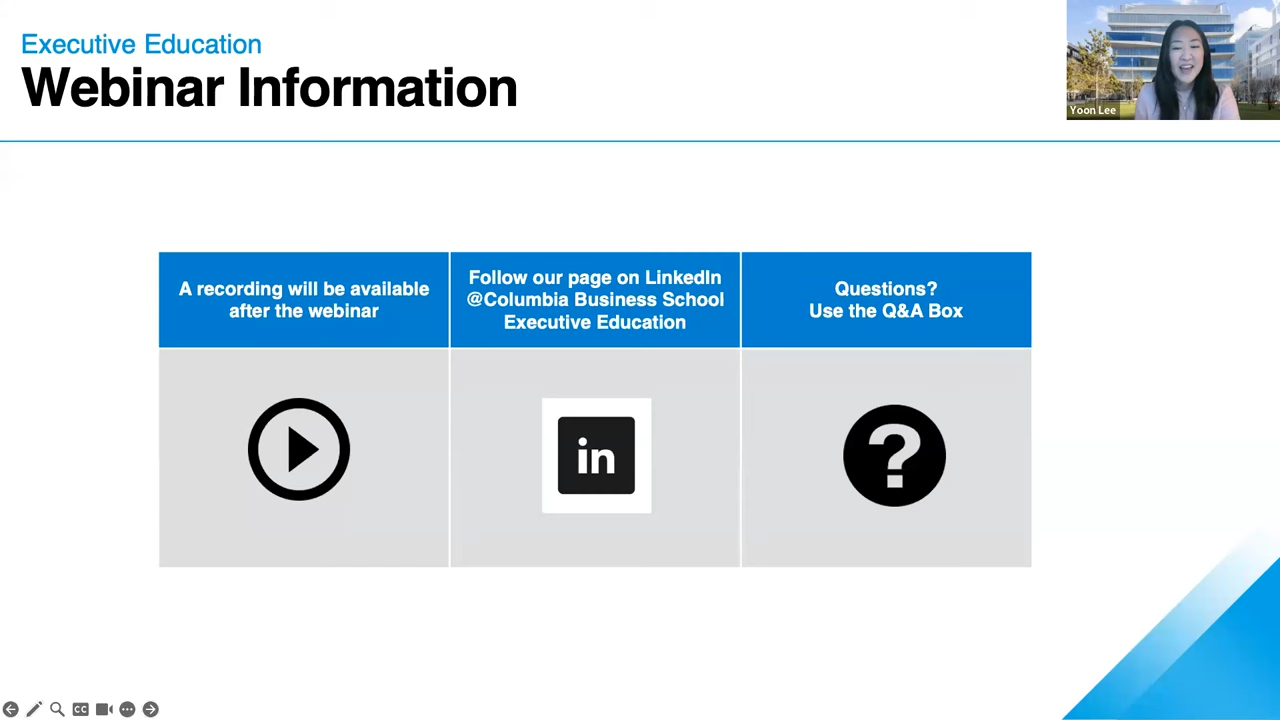 Executive Education
Webinar Information
Yoon Lee
A recording will be available
after the webinar
Follow our page on LinkedIn
@Columbia Business School
Executive Education
Questions?
Use the Q&A Box
in
?
CC